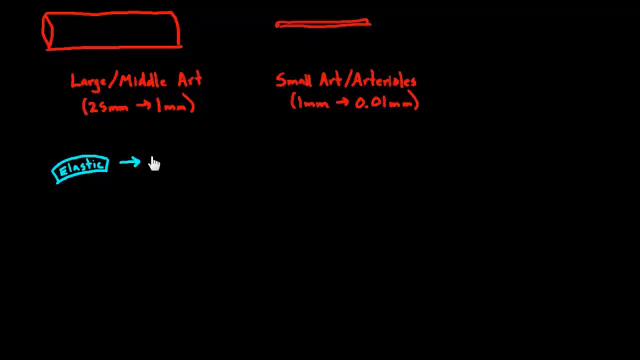 Large/Middle Art
(25mm → 1mm)
Small Art/Arterioles
(1mm → 0.01mm)
Elastic →